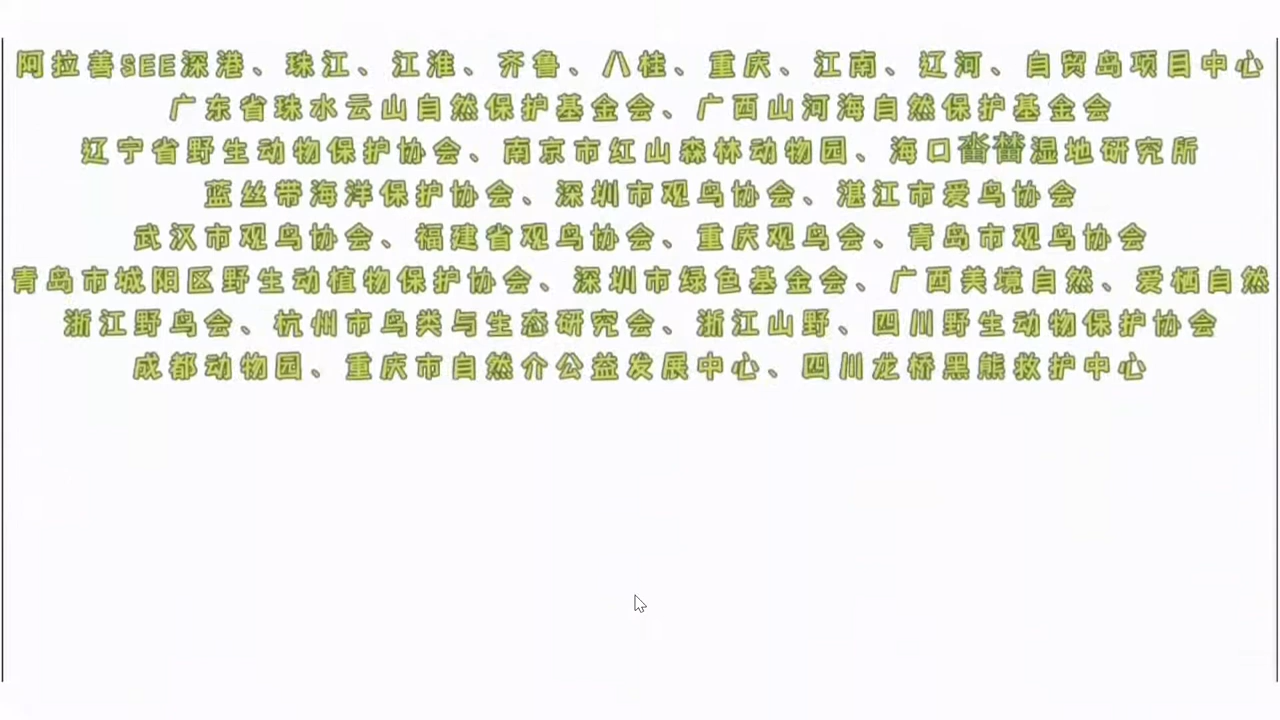 阿拉善SEE深港、珠江、江淮、齐鲁、八桂、重庆、江南、辽河、自贸岛项目中心
广东省珠水云山自然保护基金会、广西山河海自然保护基金会
辽宁省野生动物保护协会、南京市红山森林动物园、海口畓榃湿地研究所
蓝丝带海洋保护协会、深圳市观鸟协会、湛江市爱鸟协会
武汉市观鸟协会、福建省观鸟协会、重庆观鸟会、青岛市观鸟协会
青岛市城阳区野生动植物保护协会、深圳市绿色基金会、广西美境自然、爱栖自然
浙江野鸟会、杭州市鸟类与生态研究会、浙江山野、四川野生动物保护协会
成都动物园、重庆市自然介公益发展中心、四川龙桥黑熊救护中心